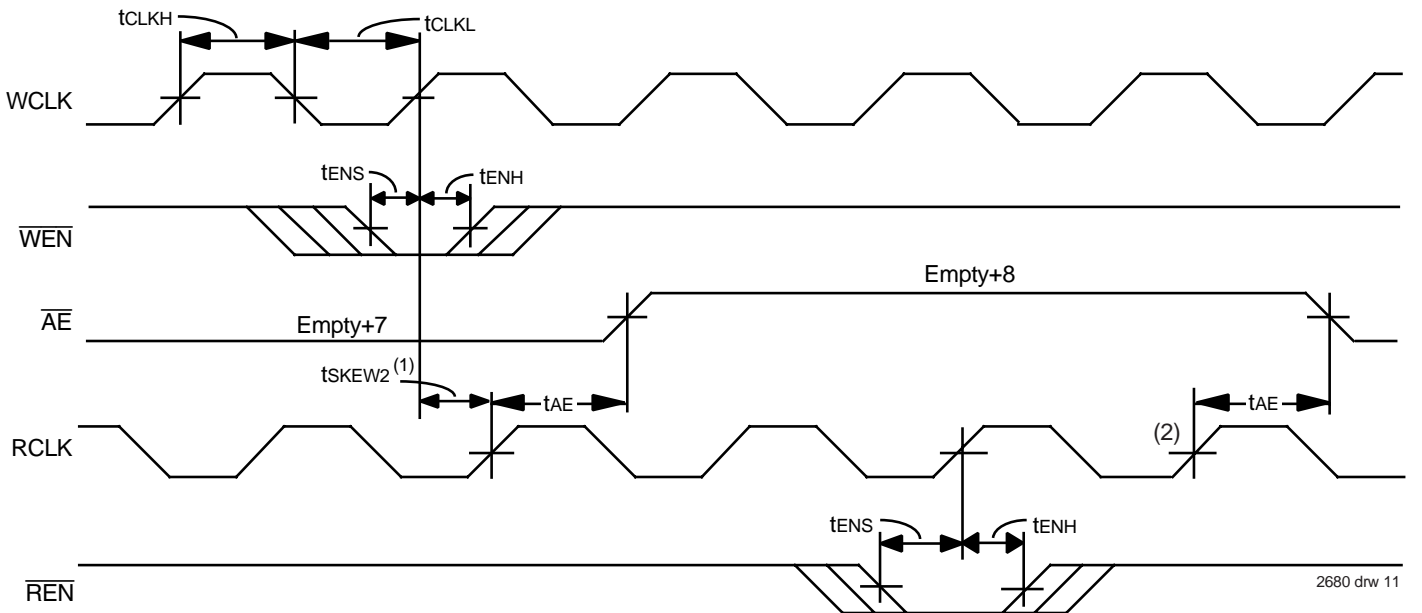 tCLKH
tCLKL
WCLK
tENS
tENH
WEN
Empty+8
AE
Empty+7
tSKEW2 (1)
tAE
tAE
RCLK
(2)
tENS
tENH
REN
2680 drw 11